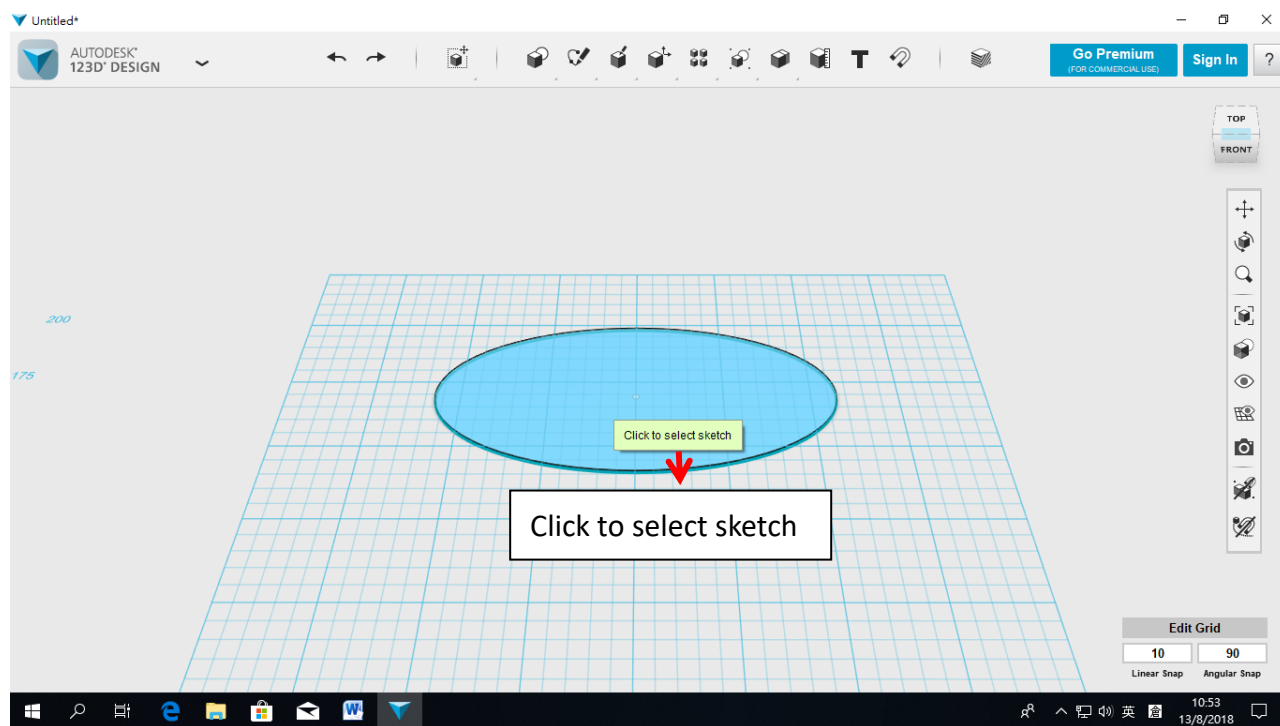 Untitled*
AUTODESK®
123D® DESIGN
T
Go Premium
(FOR COMMERCIAL USE)
Sign In
?
TOP
FRONT
200
175
Click to select sketch
Click to select sketch
Edit Grid
10 90
Linear Snap Angular Snap
英 倉 10:53
13/8/2018